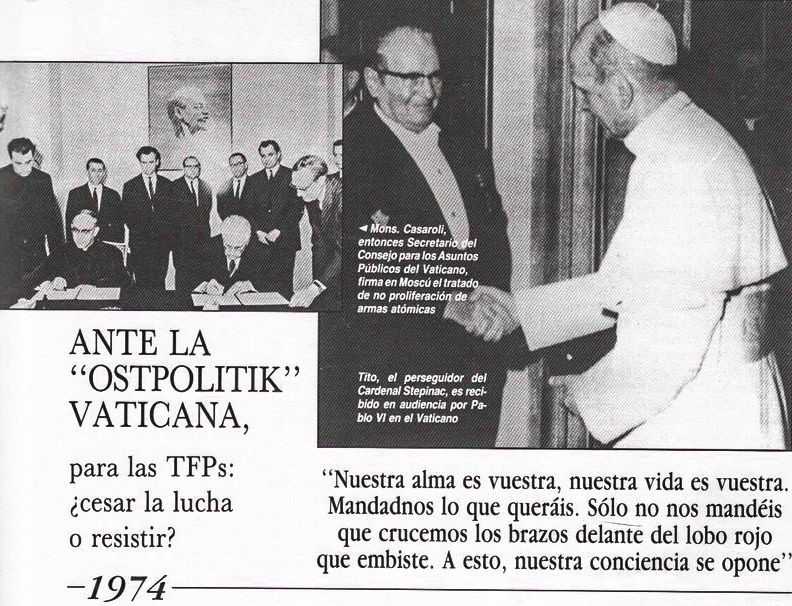 ◄ Mons. Casaroli,
entonces Secretario del
Consejo para los Asuntos
Públicos del Vaticano,
firma en Moscú el tratado
de no proliferación de
armas atómicas
Tito, el perseguidor del
Cardenal Stepinac, es reci-
bido en audiencia por Pa-
blo VI en el Vaticano
ANTE LA
“OSTPOLITIK”
VATICANA,
para las TFPs:
¿cesar la lucha
o resistir?
–1974
“Nuestra alma es vuestra, nuestra vida es vuestra.
Mandadnos lo que queráis. Sólo no nos mandéis
que crucemos los brazos delante del lobo rojo
que embiste. A esto, nuestra conciencia se opone”